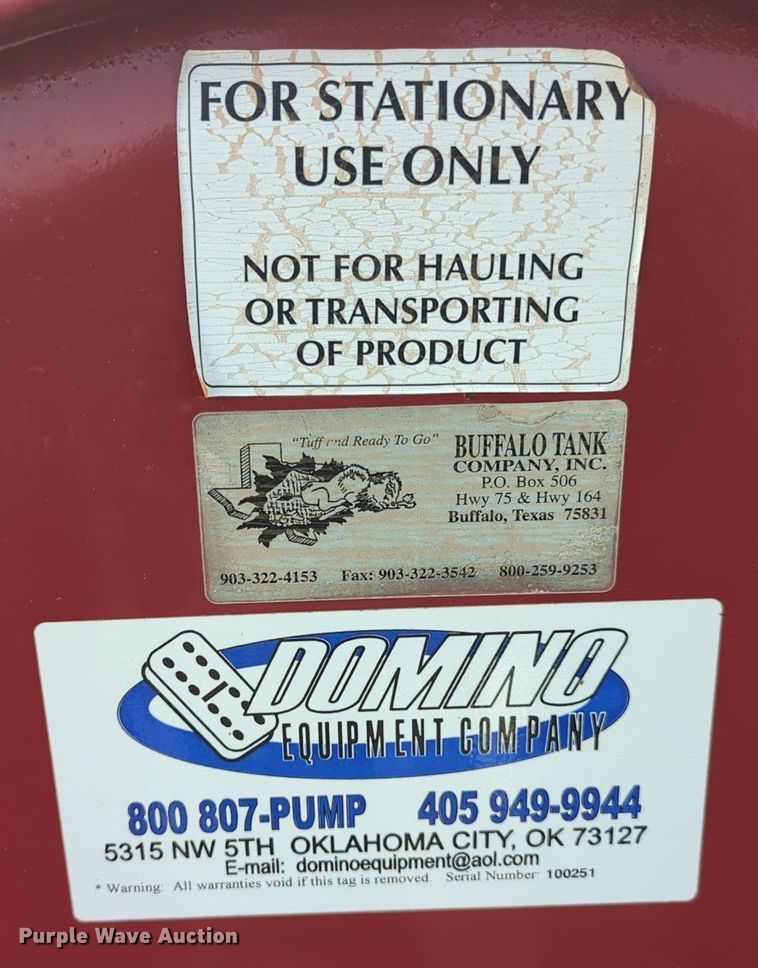 FOR STATIONARY
USE ONLY
NOT FOR HAULING
OR TRANSPORTING
OF PRODUCT
"Tuff and Ready To Go"
BUFFALO TANK
COMPANY, INC.
P.O. Box 506
Hwy 75 & Hwy 164
Buffalo, Texas 75831
903-322-4153 Fax: 903-322-3542 800-259-9253
DOMINO
EQUIPMENT COMPANY
800 807-PUMP 405 949-9944
5315 NW 5TH OKLAHOMA CITY, OK 73127
E-mail: dominoequipment@aol.com
* Warning: All warranties void if this tag is removed. Serial Number: 100251
Purple Wave Auction